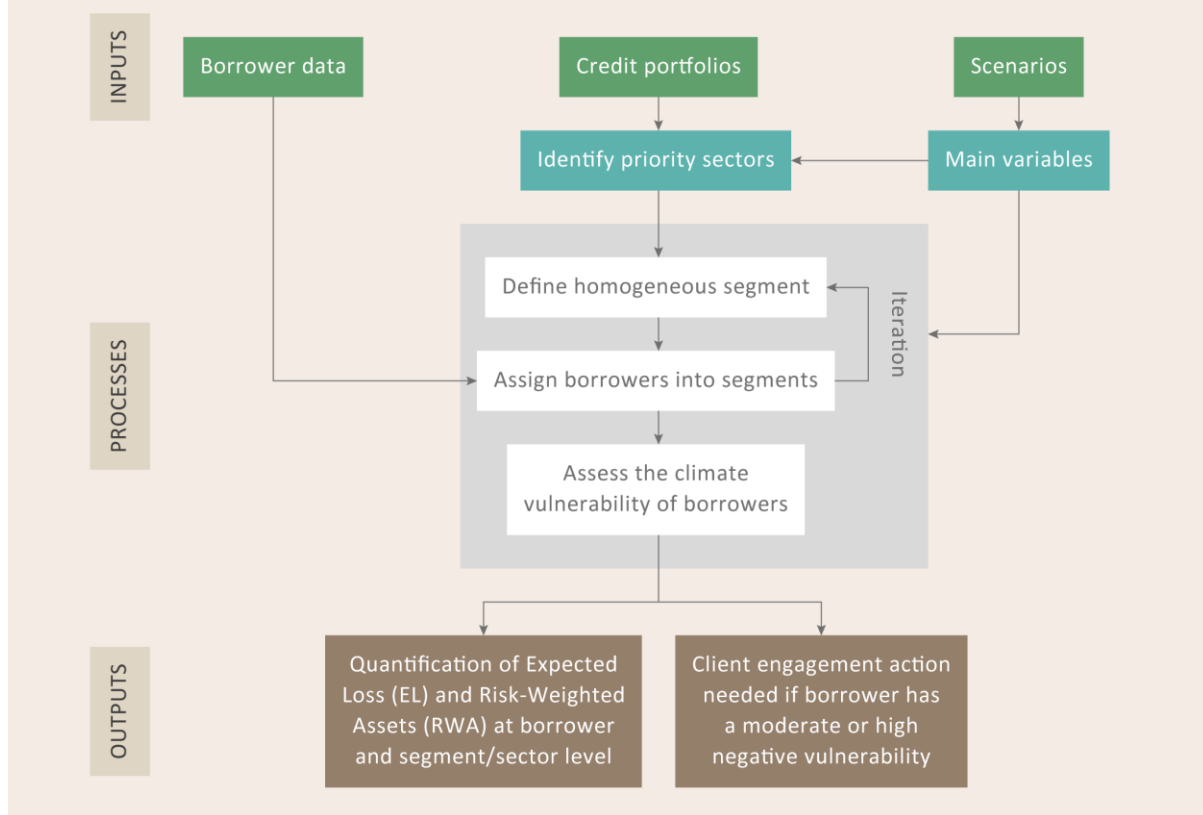 INPUTS
Borrower data
Credit portfolios
Scenarios
Identify priority sectors
Main variables
PROCESSES
Define homogeneous segment
Iteration
Assign borrowers into segments
Assess the climate
vulnerability of borrowers
OUTPUTS
Quantification of Expected
Loss (EL) and Risk-Weighted
Assets (RWA) at borrower
and segment/sector level
Client engagement action
needed if borrower has
a moderate or high
negative vulnerability